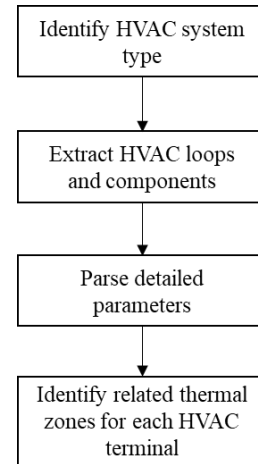 Identify HVAC system
type
Extract HVAC loops
and components
Parse detailed
parameters
Identify related thermal
zones for each HVAC
terminal